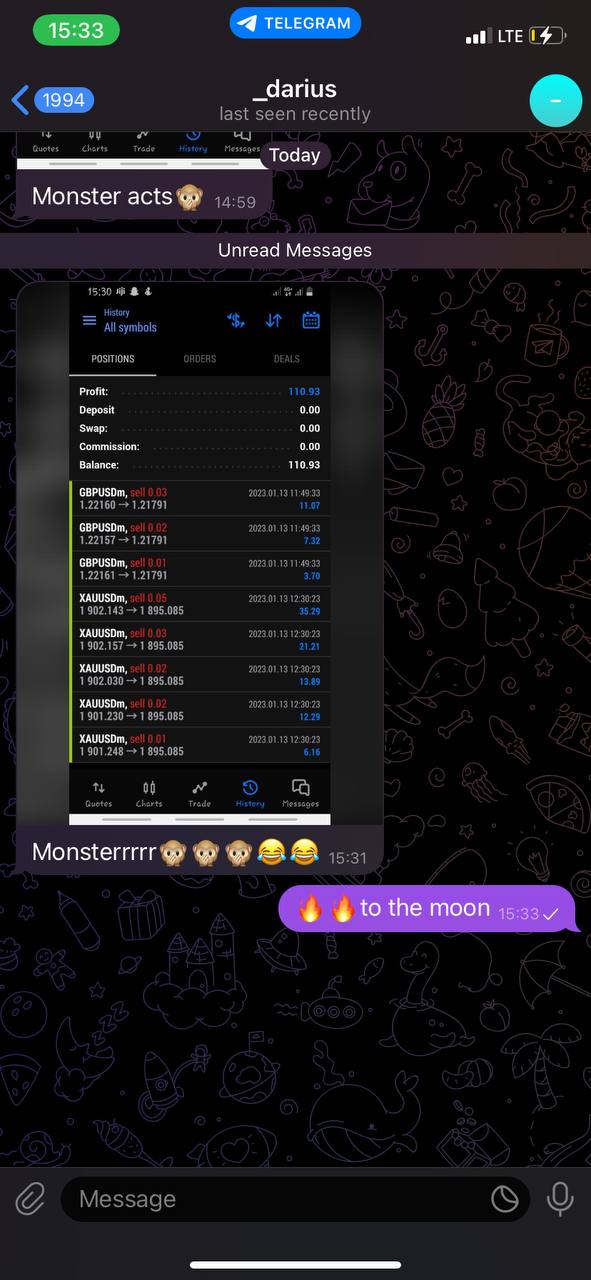 15:33
TELEGRAM
LTE
1994
_darius
last seen recently
Quotes Charts Trade History Messages
Today
Monster acts🙊 14:59
Unread Messages
15:30
4G+
History
All symbols
POSITIONS ORDERS DEALS
Profit: 110.93
Deposit 0.00
Swap: 0.00
Commission: 0.00
Balance: 110.93
GBPUSDm, sell 0.03 2023.01.13 11:49:33
1.22160 → 1.21791 11.07
GBPUSDm, sell 0.02 2023.01.13 11:49:33
1.22157 → 1.21791 7.32
GBPUSDm, sell 0.01 2023.01.13 11:49:33
1.22161 → 1.21791 3.70
XAUUSDm, sell 0.05 2023.01.13 12:30:23
1 902.143 → 1 895.085 35.29
XAUUSDm, sell 0.03 2023.01.13 12:30:23
1 902.157 → 1 895.085 21.21
XAUUSDm, sell 0.02 2023.01.13 12:30:23
1 902.030 → 1 895.085 13.89
XAUUSDm, sell 0.02 2023.01.13 12:30:23
1 901.230 → 1 895.085 12.29
XAUUSDm, sell 0.01 2023.01.13 12:30:23
1 901.248 → 1 895.085 6.16
Quotes Charts Trade History Messages
Monsterrrrr🙊🙊🙊😂😂 15:31
🔥🔥to the moon 15:33
Message